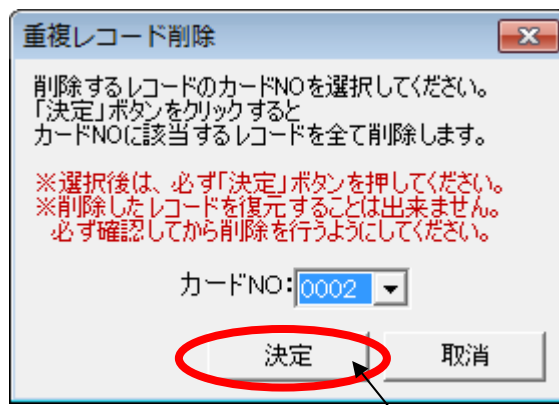 重複レコード削除
削除するレコードのカードNOを選択してください。
「決定」ボタンをクリックすると
カードNOに該当するレコードを全て削除します。
※選択後は、必ず「決定」ボタンを押してください。
※削除したレコードを復元することは出来ません。
必ず確認してから削除を行うようにしてください。
カードNO：0002
決定 取消